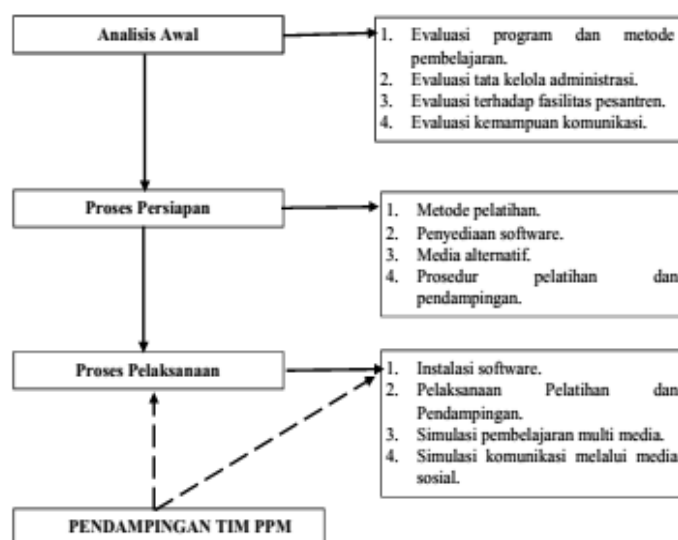 Analisis Awal
1. Evaluasi program dan metode
pembelajaran.
2. Evaluasi tata kelola administrasi.
3. Evaluasi terhadap fasilitas pesantren.
4. Evaluasi kemampuan komunikasi.
Proses Persiapan
1. Metode pelatihan.
2. Penyediaan software.
3. Media alternatif.
4. Prosedur pelatihan dan
pendampingan.
Proses Pelaksanaan
1. Instalasi software.
2. Pelaksanaan Pelatihan dan
Pendampingan.
3. Simulasi pembelajaran multi media.
4. Simulasi komunikasi melalui media
sosial.
PENDAMPINGAN TIM PPM